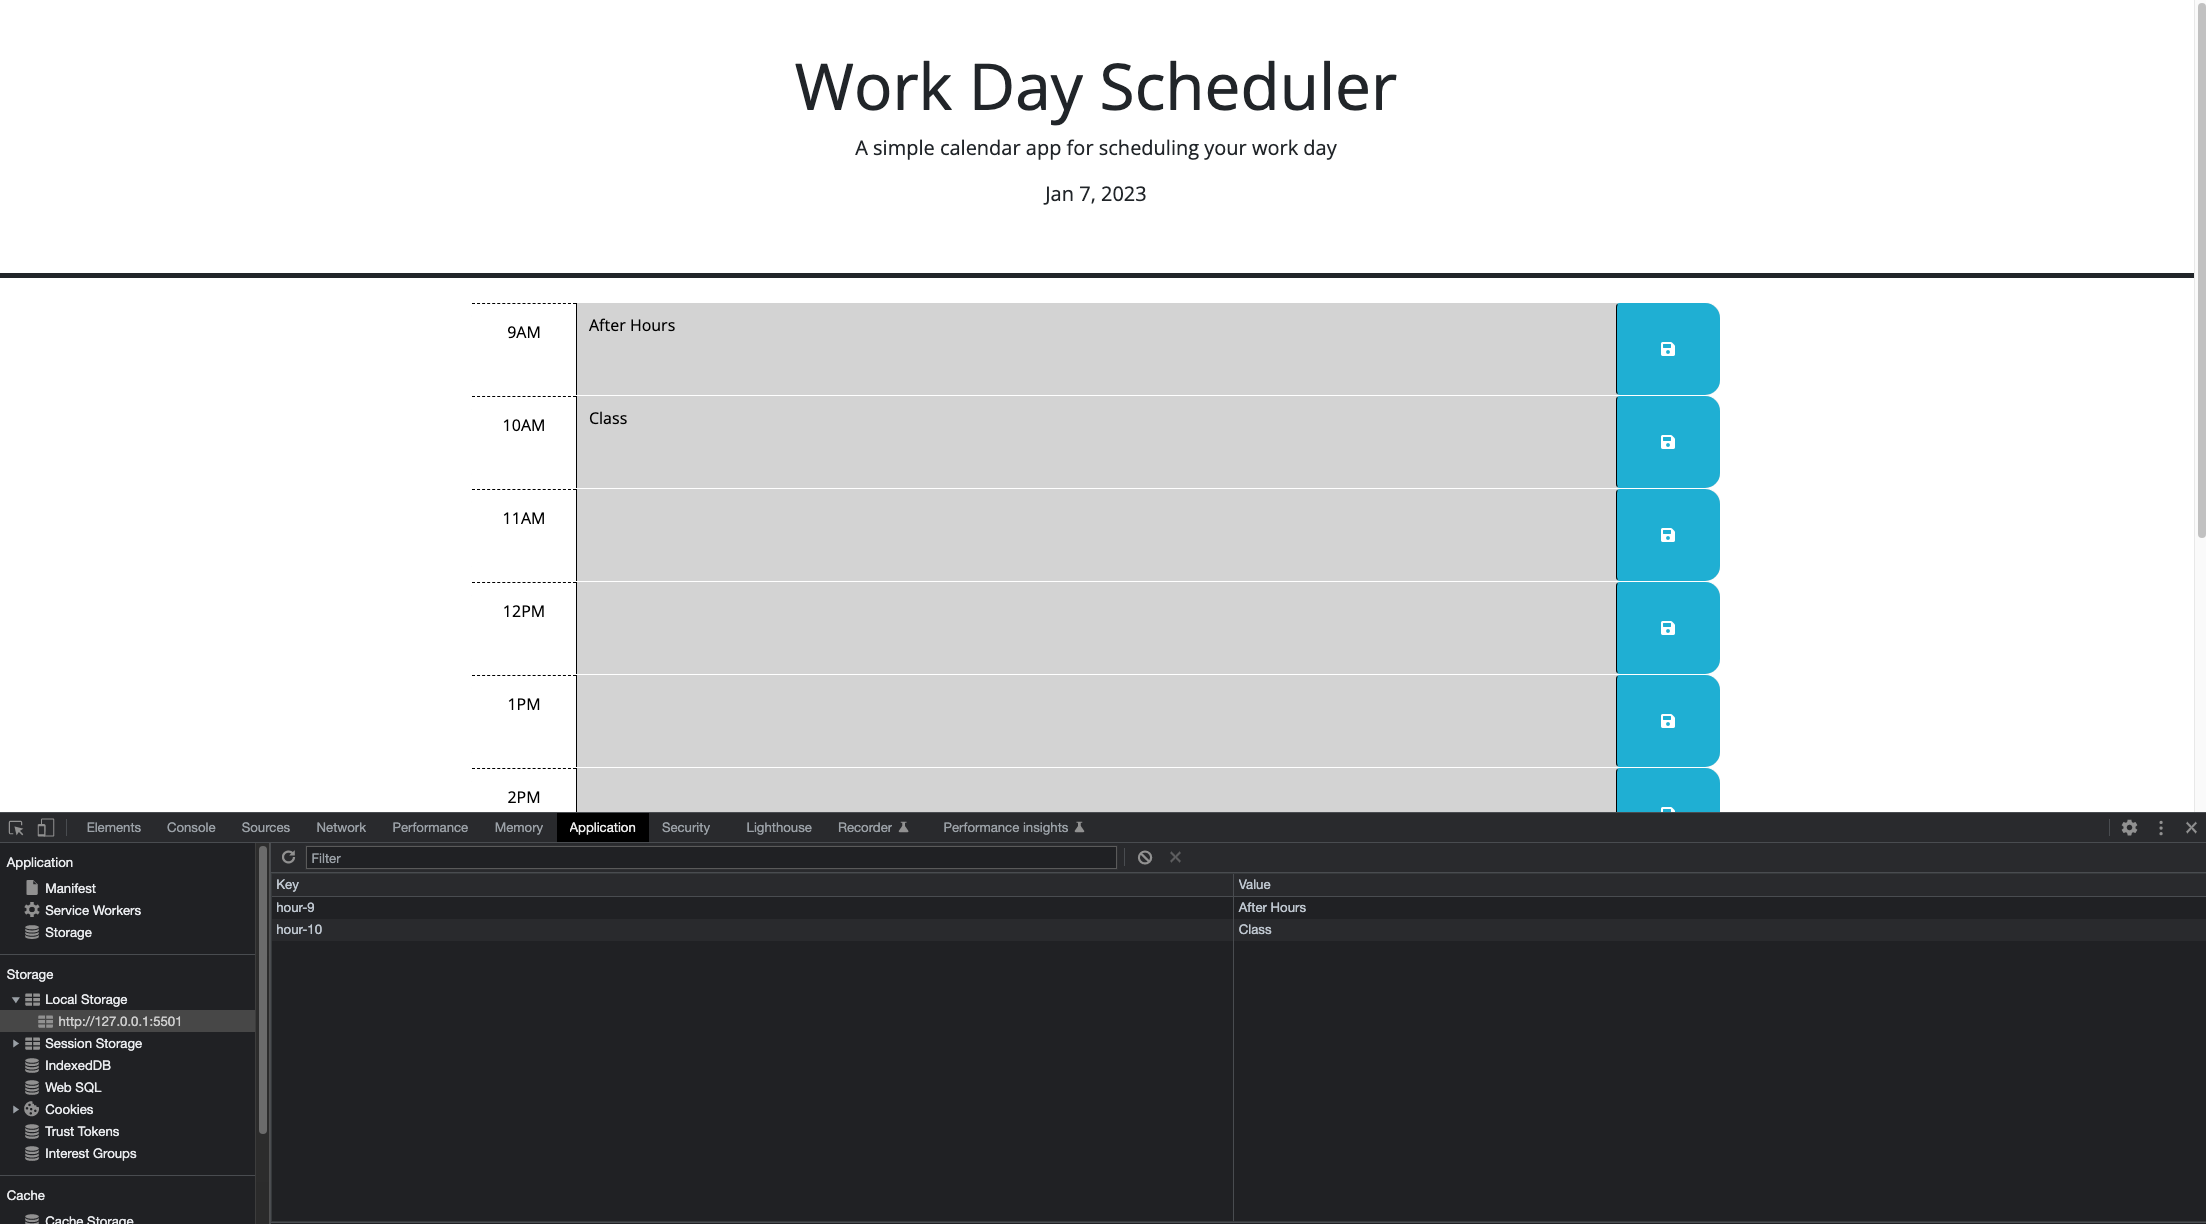 Work Day Scheduler
A simple calendar app for scheduling your work day
Jan 7, 2023
9AM After Hours
10AM Class
11AM
12PM
1PM
2PM
Elements Console Sources Network Performance Memory Application Security Lighthouse Recorder Performance insights
Application
Manifest
Service Workers
Storage
Storage
Local Storage
http://127.0.0.1:5501
Session Storage
IndexedDB
Web SQL
Cookies
Trust Tokens
Interest Groups
Cache
Cache Storage
Filter
Key Value
hour-9 After Hours
hour-10 Class